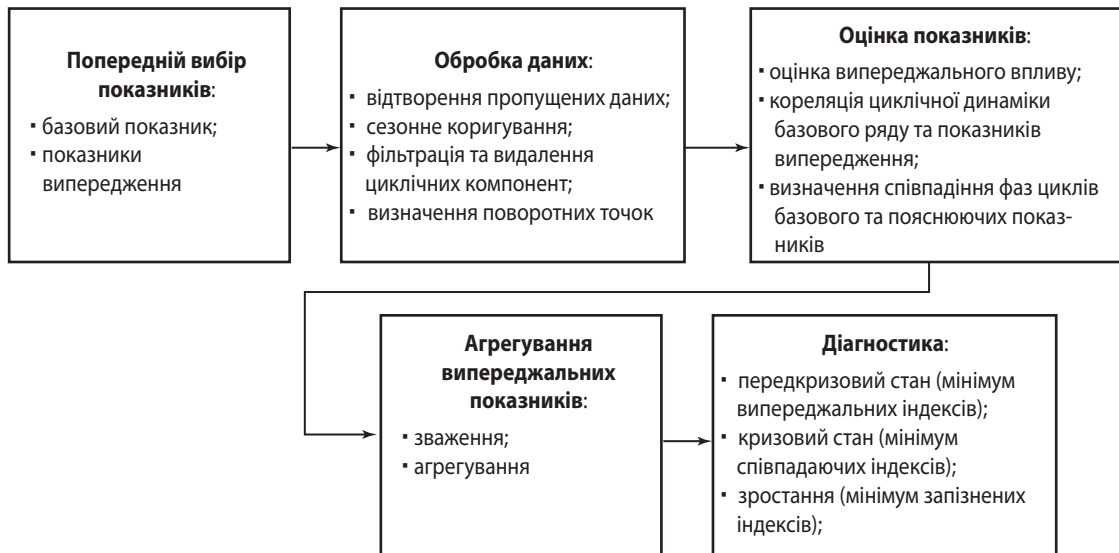 Попередній вибір
показників:
▪ базовий показник;
▪ показники
випередження
Обробка даних:
▪ відтворення пропущених даних;
▪ сезонне коригування;
▪ фільтрація та видалення
циклічних компонент;
▪ визначення поворотних точок
Оцінка показників:
▪ оцінка випереджального впливу;
▪ кореляція циклічної динаміки
базового ряду та показників
випередження;
▪ визначення співпадіння фаз циклів
базового та пояснюючих показ-
ників
Агрегування
випереджальних
показників:
▪ зваження;
▪ агрегування
Діагностика:
▪ передкризовий стан (мінімум
випереджальних індексів);
▪ кризовий стан (мінімум
співпадаючих індексів);
▪ зростання (мінімум запізнених
індексів);